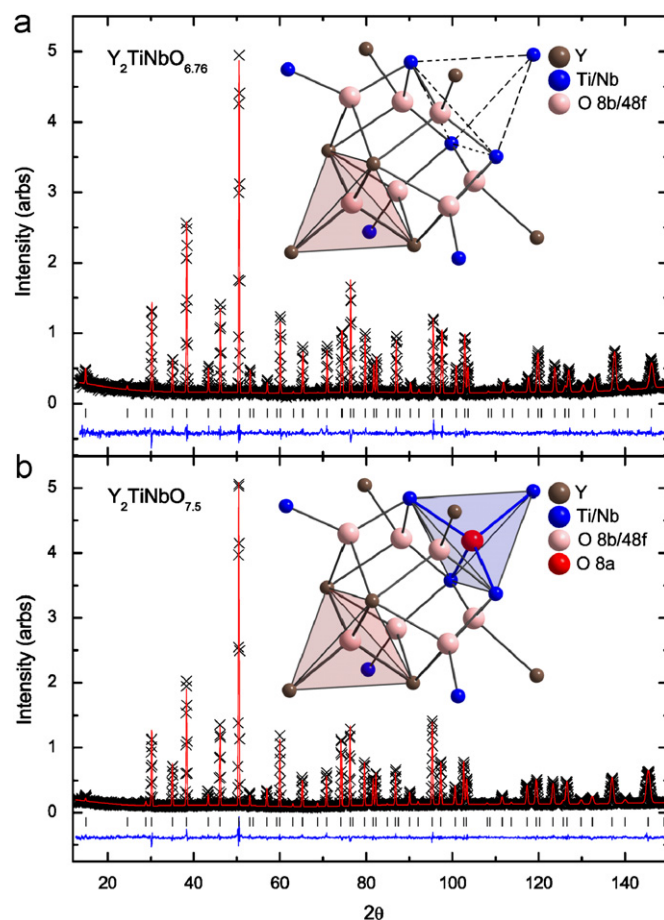 a
Y₂TiNbO₆.₇₆
Y
Ti/Nb
O 8b/48f
Intensity (arbs)
5
4
3
2
1
0
b
Y₂TiNbO₇.₅
Y
Ti/Nb
O 8b/48f
O 8a
Intensity (arbs)
5
4
3
2
1
0
20 40 60 80 100 120 140
2θ